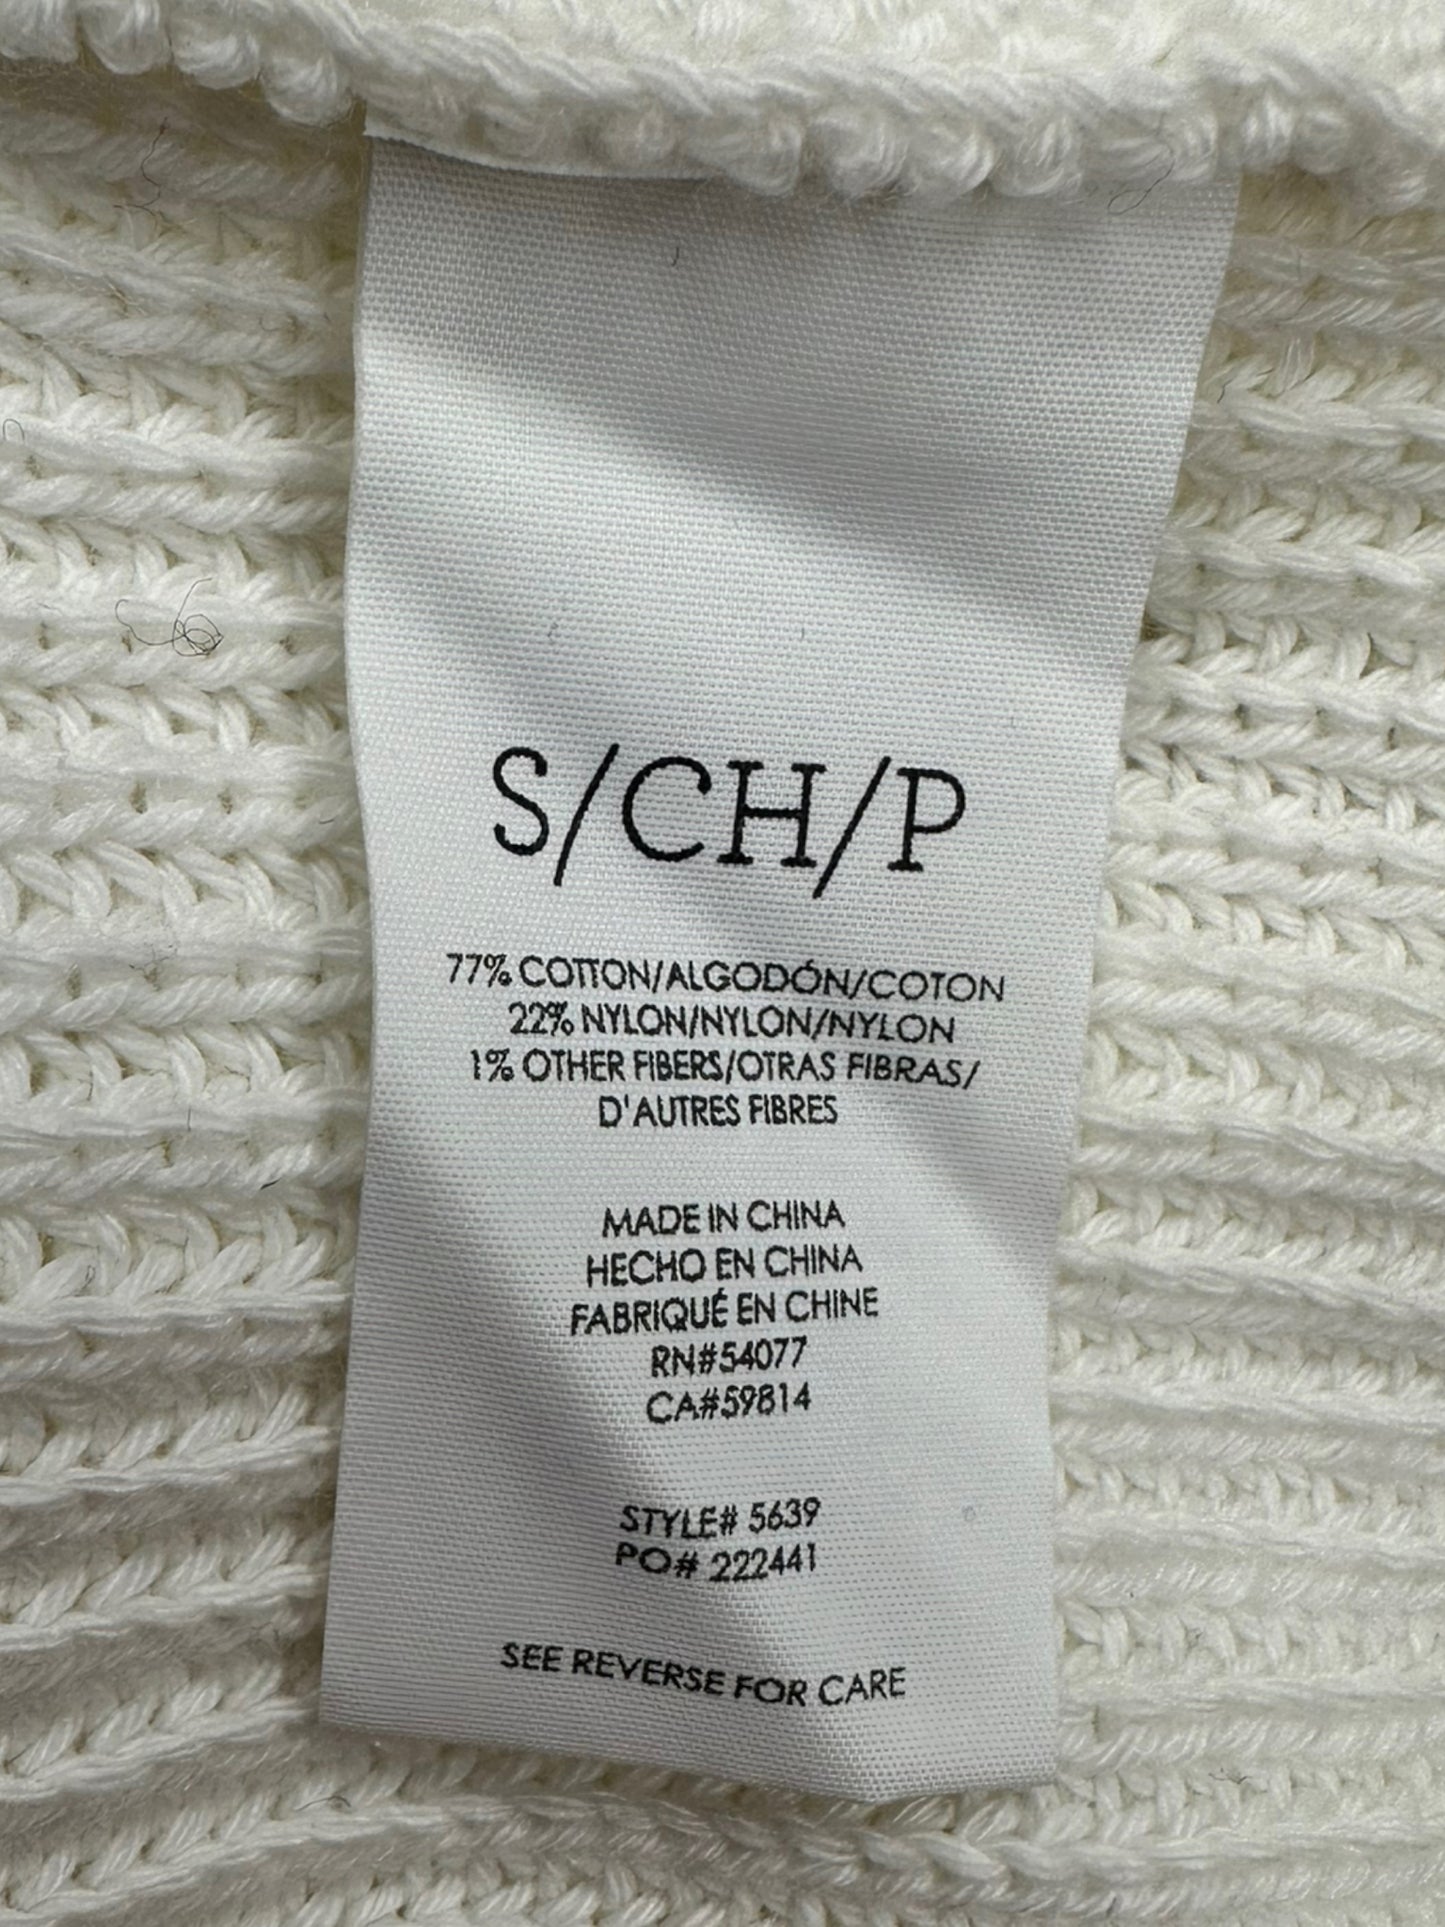 S/CH/P
77% COTTON/ALGODÓN/COTON
22% NYLON/NYLON/NYLON
1% OTHER FIBERS/OTRAS FIBRAS/
D'AUTRES FIBRES
MADE IN CHINA
HECHO EN CHINA
FABRIQUÉ EN CHINE
RN#54077
CA#59814
STYLE# 5639
PO# 222441
SEE REVERSE FOR CARE